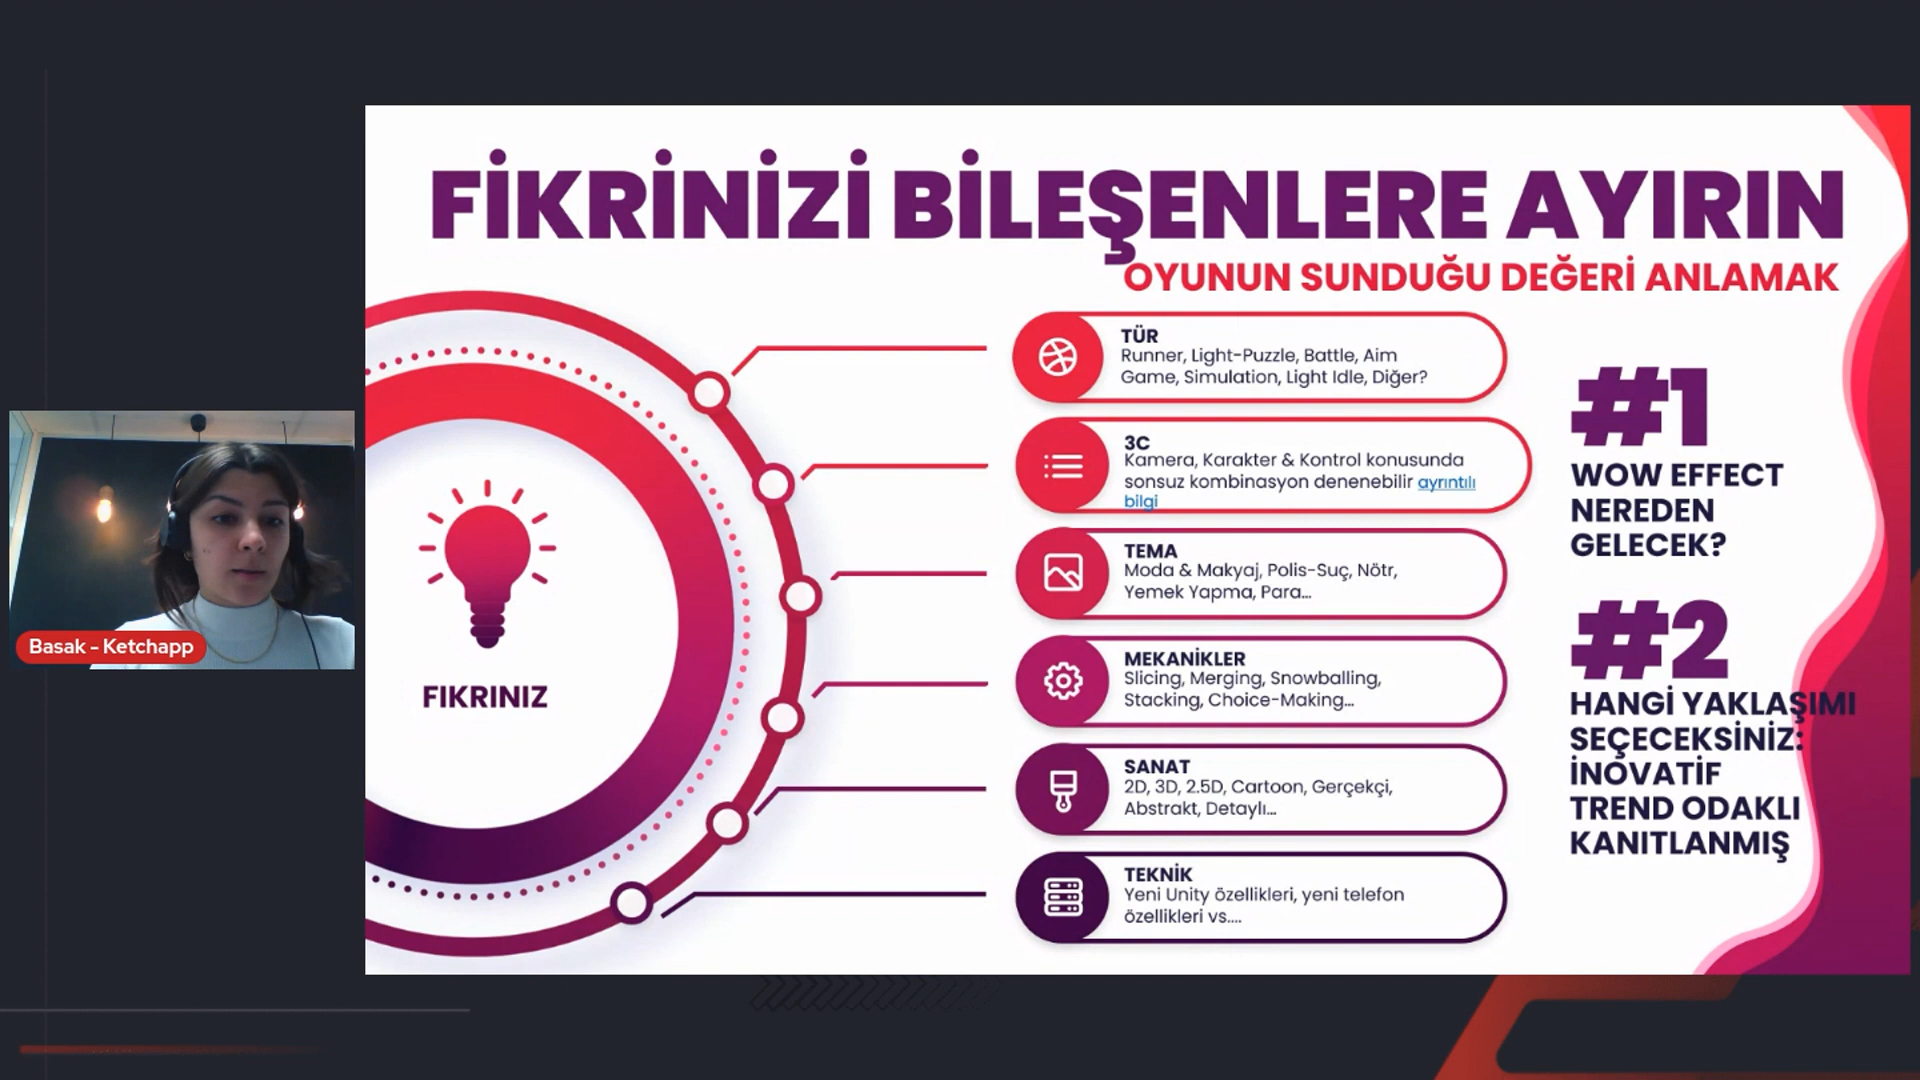 FİKRİNİZİ BİLEŞENLERE AYIRIN
OYUNUN SUNDUĞU DEĞERİ ANLAMAK
FIKRINIZ
TÜR
Runner, Light-Puzzle, Battle, Aim
Game, Simulation, Light Idle, Diğer?
3C
Kamera, Karakter & Kontrol konusunda
sonsuz kombinasyon denenebilir ayrıntılı
bilgi
TEMA
Moda & Makyaj, Polis-Suç, Nötr,
Yemek Yapma, Para...
MEKANİKLER
Slicing, Merging, Snowballing,
Stacking, Choice-Making...
SANAT
2D, 3D, 2.5D, Cartoon, Gerçekçi,
Abstrakt, Detaylı...
TEKNİK
Yeni Unity özellikleri, yeni telefon
özellikleri vs....
#1
WOW EFFECT
NEREDEN
GELECEK?
#2
HANGİ YAKLAŞIMI
SEÇECEKSİNİZ:
İNOVATİF
TREND ODAKLI
KANITLANMIŞ
Basak - Ketchapp